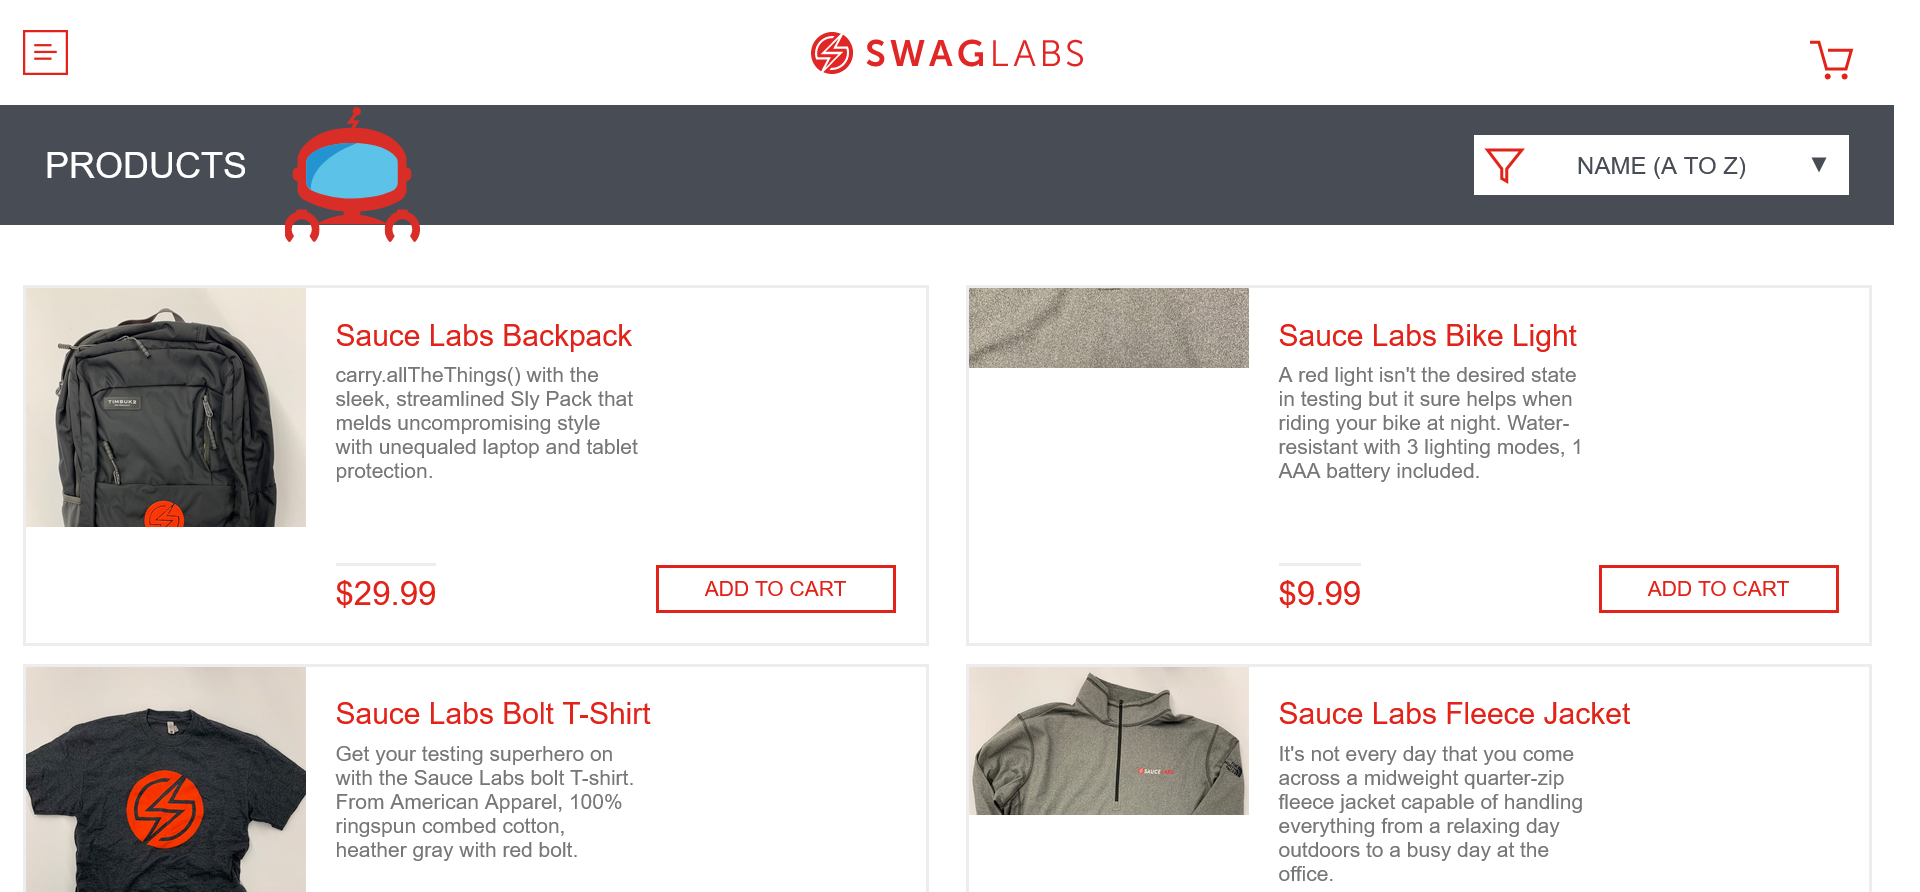 SWAGLABS
PRODUCTS
NAME (A TO Z)
TIMBUK2
Sauce Labs Backpack
carry.allTheThings() with the
sleek, streamlined Sly Pack that
melds uncompromising style
with unequaled laptop and tablet
protection.
$29.99
ADD TO CART
Sauce Labs Bike Light
A red light isn't the desired state
in testing but it sure helps when
riding your bike at night. Water-
resistant with 3 lighting modes, 1
AAA battery included.
$9.99
ADD TO CART
Sauce Labs Bolt T-Shirt
Get your testing superhero on
with the Sauce Labs bolt T-shirt.
From American Apparel, 100%
ringspun combed cotton,
heather gray with red bolt.
SAUCELABS
Sauce Labs Fleece Jacket
It's not every day that you come
across a midweight quarter-zip
fleece jacket capable of handling
everything from a relaxing day
outdoors to a busy day at the
office.